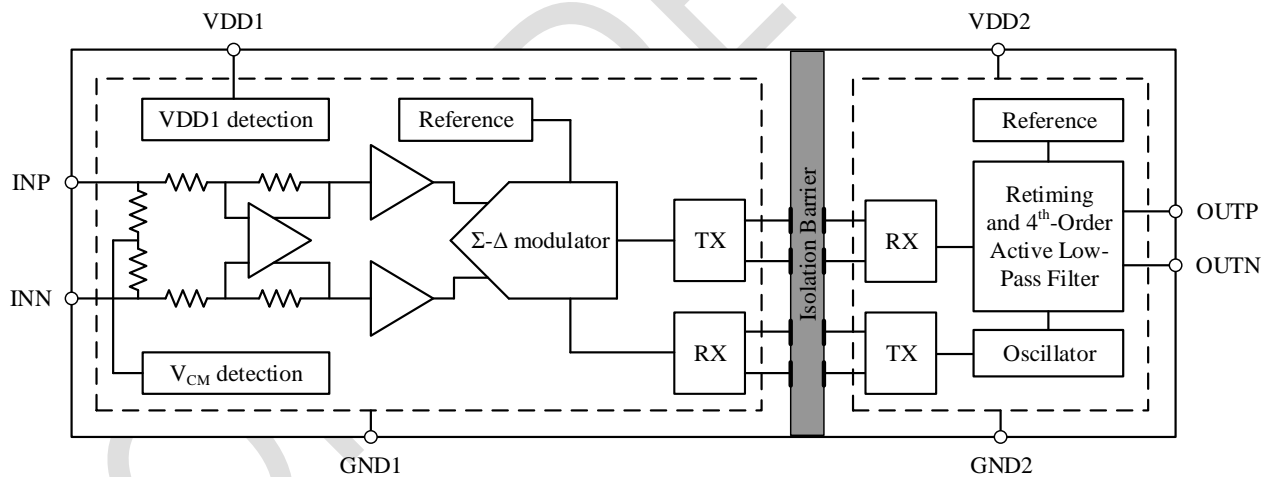 VDD1
VDD2
VDD1 detection
Reference
Reference
INP
Σ-Δ modulator
TX
Isolation Barrier
RX
Retiming
and 4th-Order
Active Low-
Pass Filter
OUTP
OUTN
INN
VCM detection
RX
TX
Oscillator
GND1
GND2